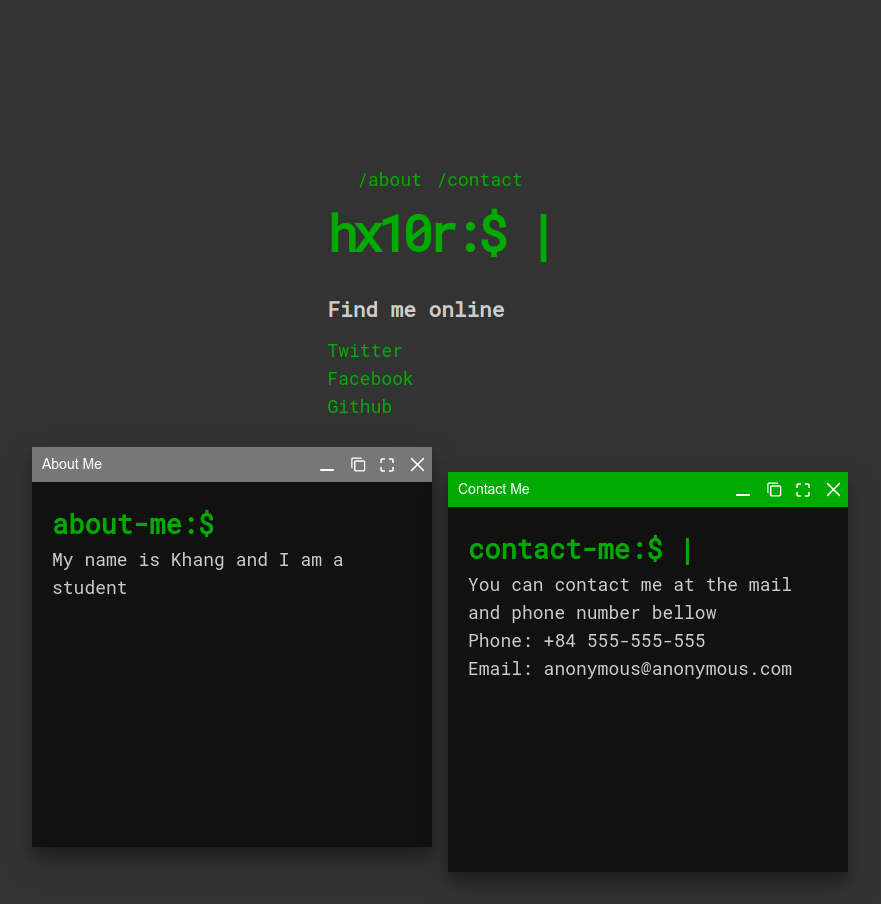 /about /contact
hx10r:$ |
Find me online
Twitter
Facebook
Github
About Me
about-me:$
My name is Khang and I am a
student
Contact Me
contact-me:$ |
You can contact me at the mail
and phone number bellow
Phone: +84 555-555-555
Email: anonymous@anonymous.com